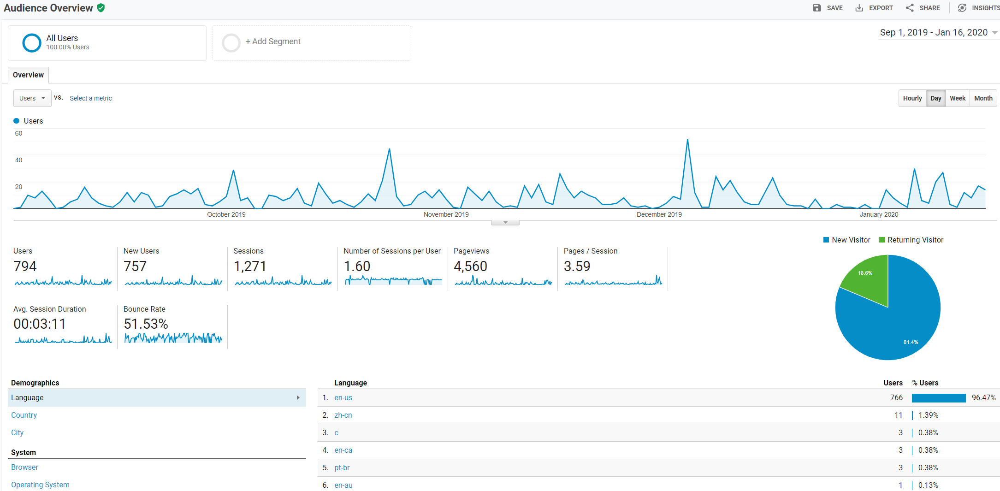 Audience Overview
SAVE EXPORT SHARE INSIGHTS
All Users
100.00% Users
+ Add Segment
Sep 1, 2019 - Jan 16, 2020
Overview
Users VS. Select a metric
Hourly Day Week Month
Users
60
40
20
October 2019 November 2019 December 2019 January 2020
New Visitor Returning Visitor
Users
794
New Users
757
Sessions
1,271
Number of Sessions per User
1.60
Pageviews
4,560
Pages / Session
3.59
Avg. Session Duration
00:03:11
Bounce Rate
51.53%
18.6%
81.4%
Demographics
Language
Country
City
System
Browser
Operating System
Language Users % Users
1. en-us 766 96.47%
2. zh-cn 11 1.39%
3. c 3 0.38%
4. en-ca 3 0.38%
5. pt-br 3 0.38%
6. en-au 1 0.13%